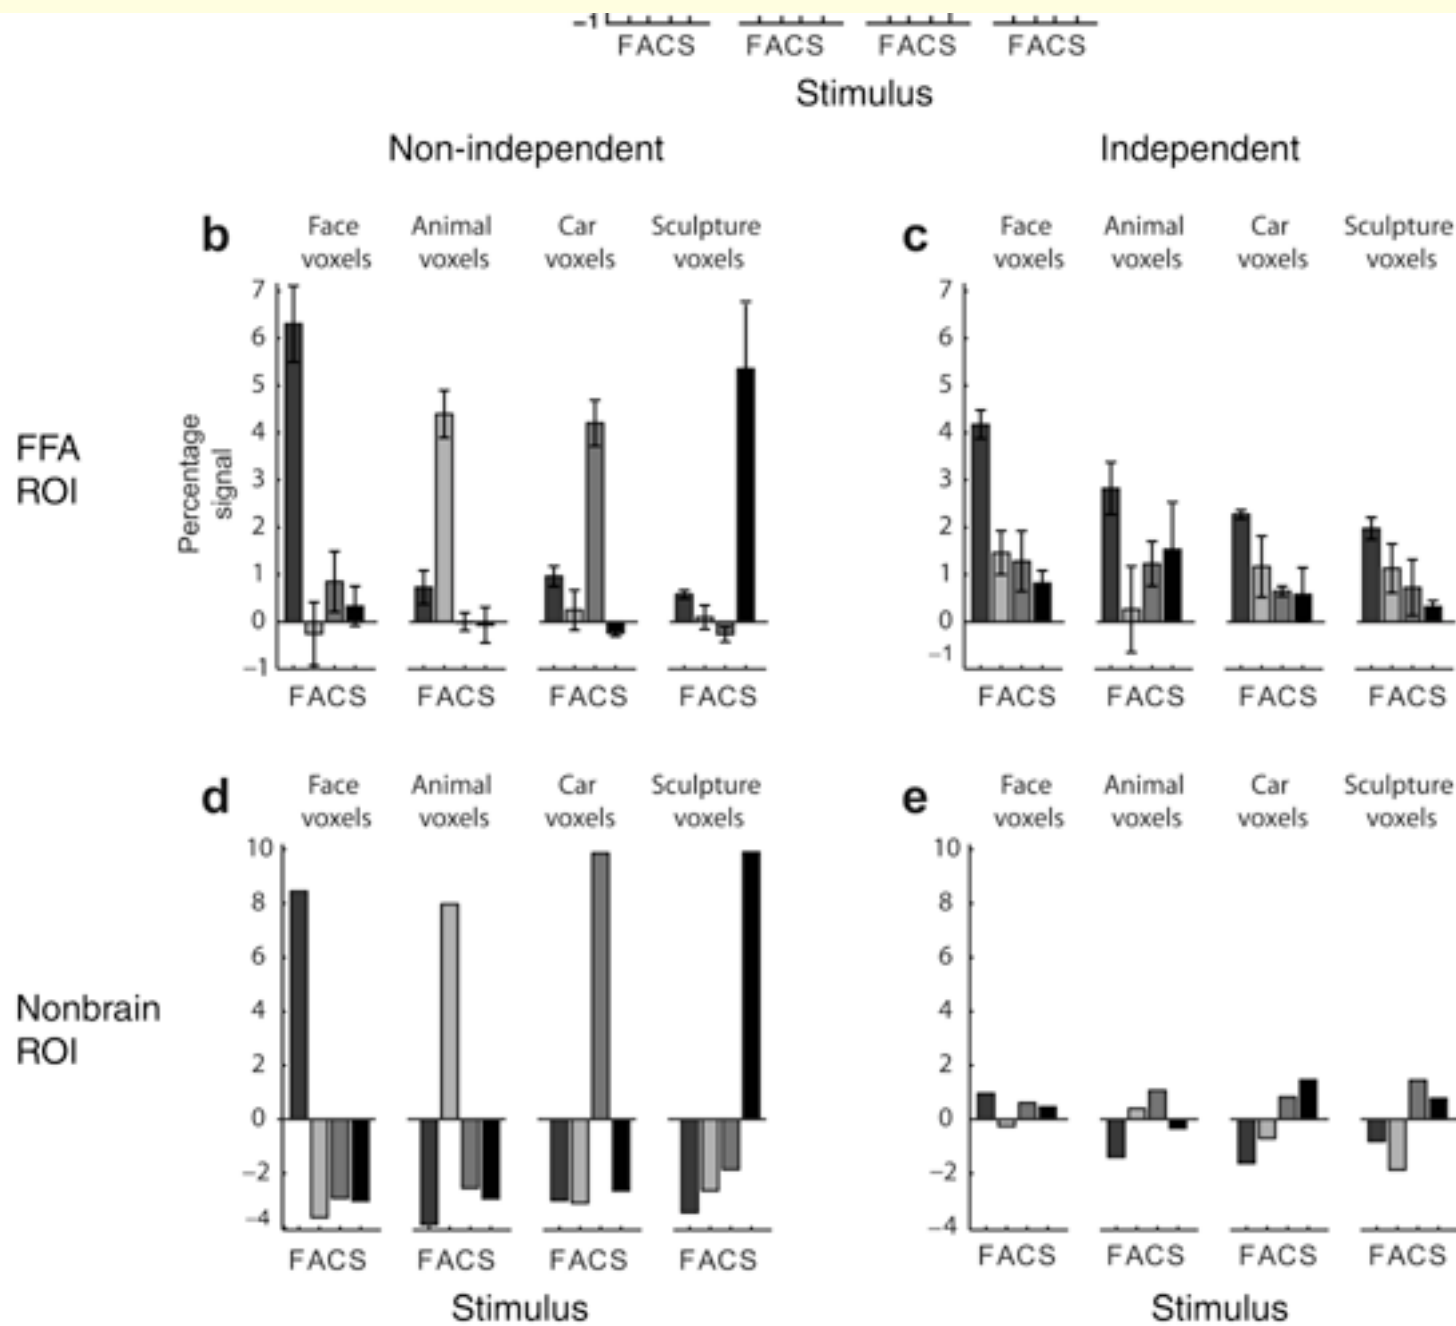 −1
FACS FACS FACS FACS
Stimulus
Non-independent Independent
b Face voxels Animal voxels Car voxels Sculpture voxels
c Face voxels Animal voxels Car voxels Sculpture voxels
FFA
ROI
Percentage
signal
7
6
5
4
3
2
1
0
−1
FACS FACS FACS FACS
7
6
5
4
3
2
1
0
−1
FACS FACS FACS FACS
d Face voxels Animal voxels Car voxels Sculpture voxels
e Face voxels Animal voxels Car voxels Sculpture voxels
Nonbrain
ROI
10
8
6
4
2
0
−2
−4
FACS FACS FACS FACS
Stimulus
10
8
6
4
2
0
−2
−4
FACS FACS FACS FACS
Stimulus